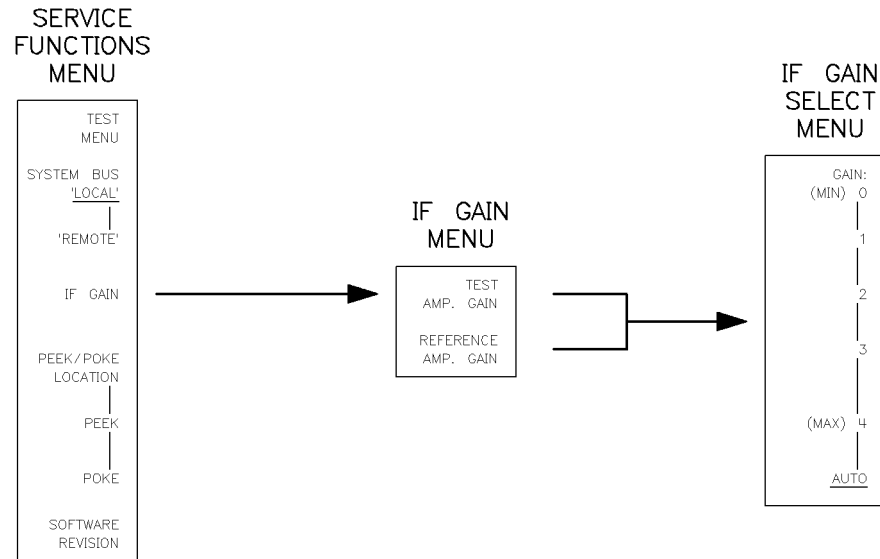 SERVICE
FUNCTIONS
MENU
TEST
MENU
SYSTEM BUS
'LOCAL'
'REMOTE'
IF GAIN
PEEK/POKE
LOCATION
PEEK
POKE
SOFTWARE
REVISION
IF GAIN
MENU
TEST
AMP. GAIN
REFERENCE
AMP. GAIN
IF GAIN
SELECT
MENU
GAIN:
(MIN) 0
1
2
3
(MAX) 4
AUTO